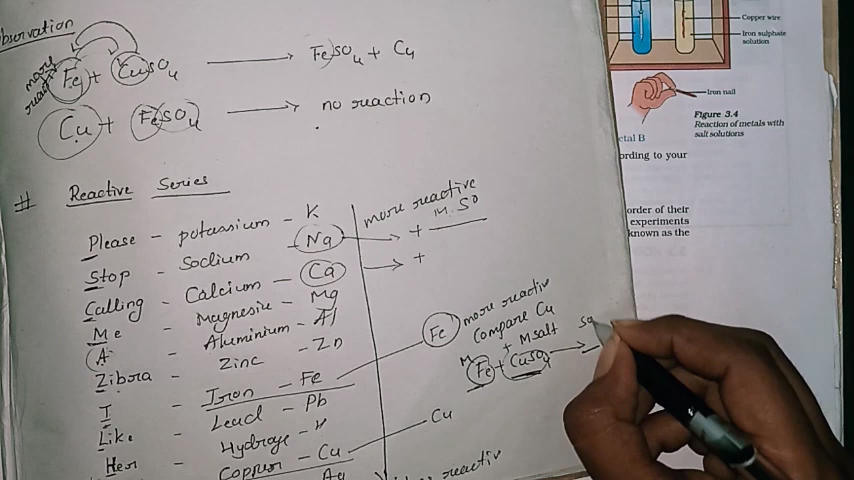 bservation
more
Fe + CuSO4 → FeSO4 + Cu
Cu + FeSO4 → no reaction
# Reactive Series
Please - potassium - K
Stop - Sodium - Na
Calling - Calcium - Ca
Me - Magnesiu - Mg
A - Aluminium - Al
Zibra - Zinc - Zn
I - Iron - Fe
Like - Lead - Pb
Her - Hydroge - H
Copper - Cu
Ag
more reactive
+ M. SO
+
Fe more reactiv
Compare Cu
M + M salt
Fe + CuSO4 →
Cu
reactiv
Copper wire
Iron sulphate
solution
Iron nail
Figure 3.4
Reaction of metals with
salt solutions
etal B
ording to your
order of their
experiments
known as the